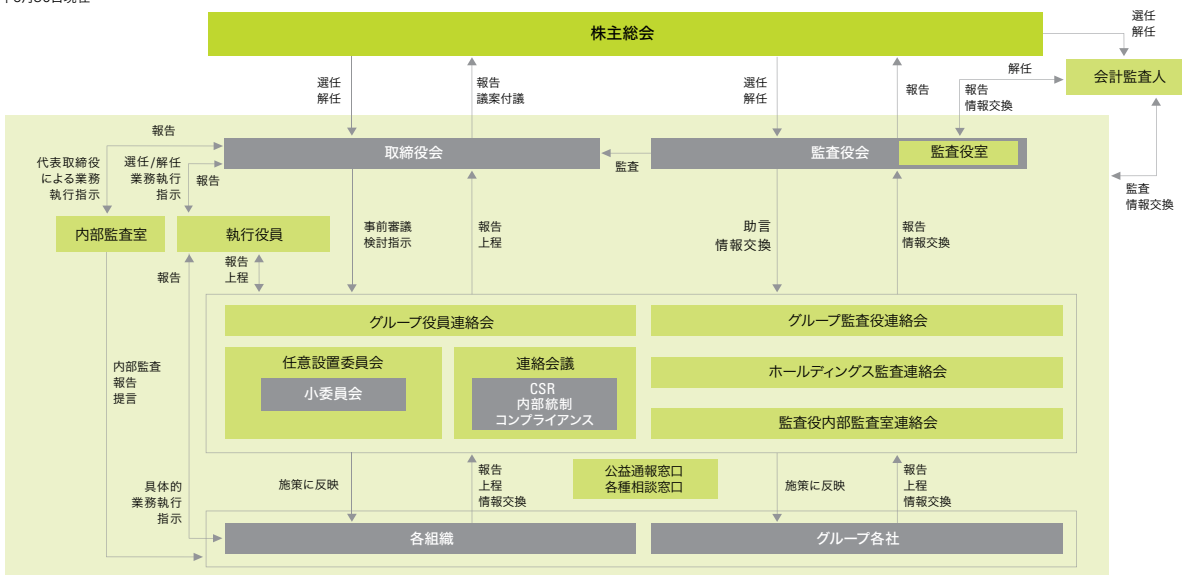 株主総会
選任
解任
会計監査人
選任
解任
報告
議案付議
選任
解任
報告
解任
報告
情報交換
報告
取締役会
監査
監査役会
監査役室
代表取締役
による業務
執行指示
選任/解任
業務執行
指示
報告
監査
情報交換
内部監査室
執行役員
事前審議
検討指示
報告
上程
助言
情報交換
報告
情報交換
報告
報告
上程
グループ役員連絡会
グループ監査役連絡会
任意設置委員会
小委員会
連絡会議
CSR
内部統制
コンプライアンス
ホールディングス監査連絡会
監査役内部監査室連絡会
内部監査
報告
提言
具体的
業務執行
指示
施策に反映
報告
上程
情報交換
公益通報窓口
各種相談窓口
施策に反映
報告
上程
情報交換
各組織
グループ各社